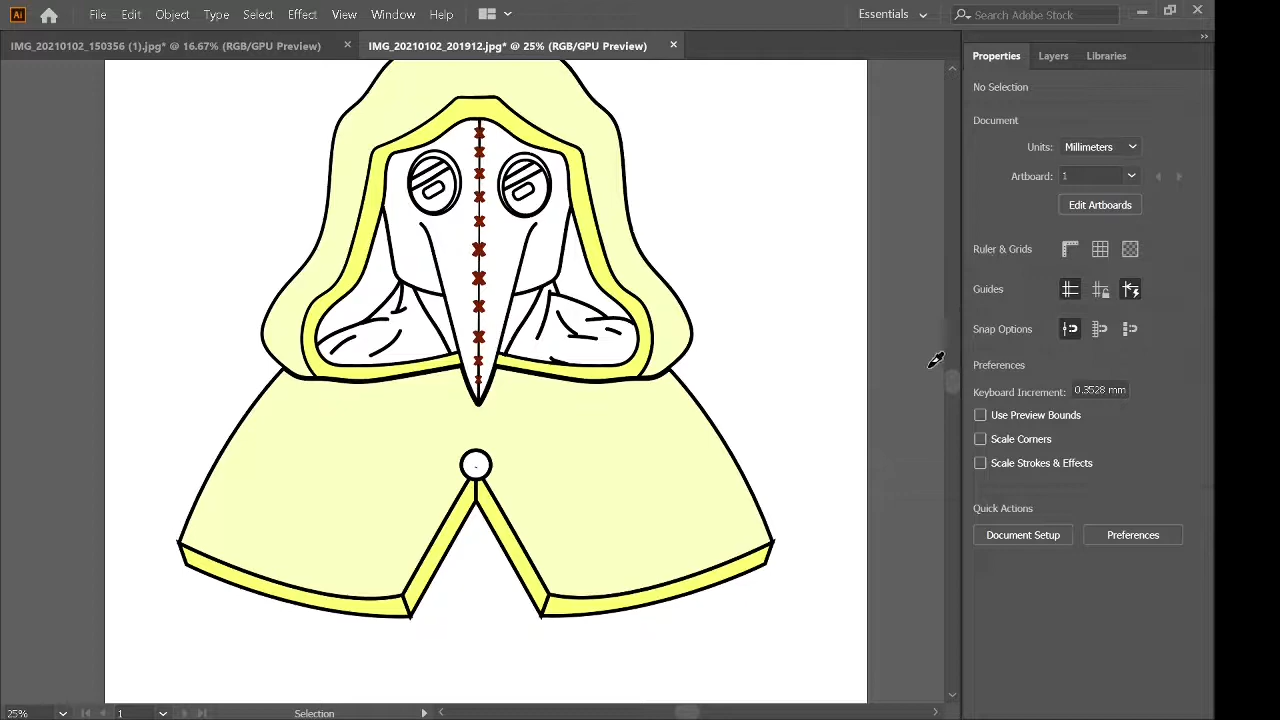 Ai File Edit Object Type Select Effect View Window Help Essentials Search Adobe Stock
IMG_20210102_150356 (1).jpg* @ 16.67% (RGB/GPU Preview) IMG_20210102_201912.jpg* @ 25% (RGB/GPU Preview)
Properties Layers Libraries
No Selection
Document
Units: Millimeters
Artboard: 1
Edit Artboards
Ruler & Grids
Guides
Snap Options
Preferences
Keyboard Increment: 0.3528 mm
Use Preview Bounds
Scale Corners
Scale Strokes & Effects
Quick Actions
Document Setup Preferences
25% 1 Selection